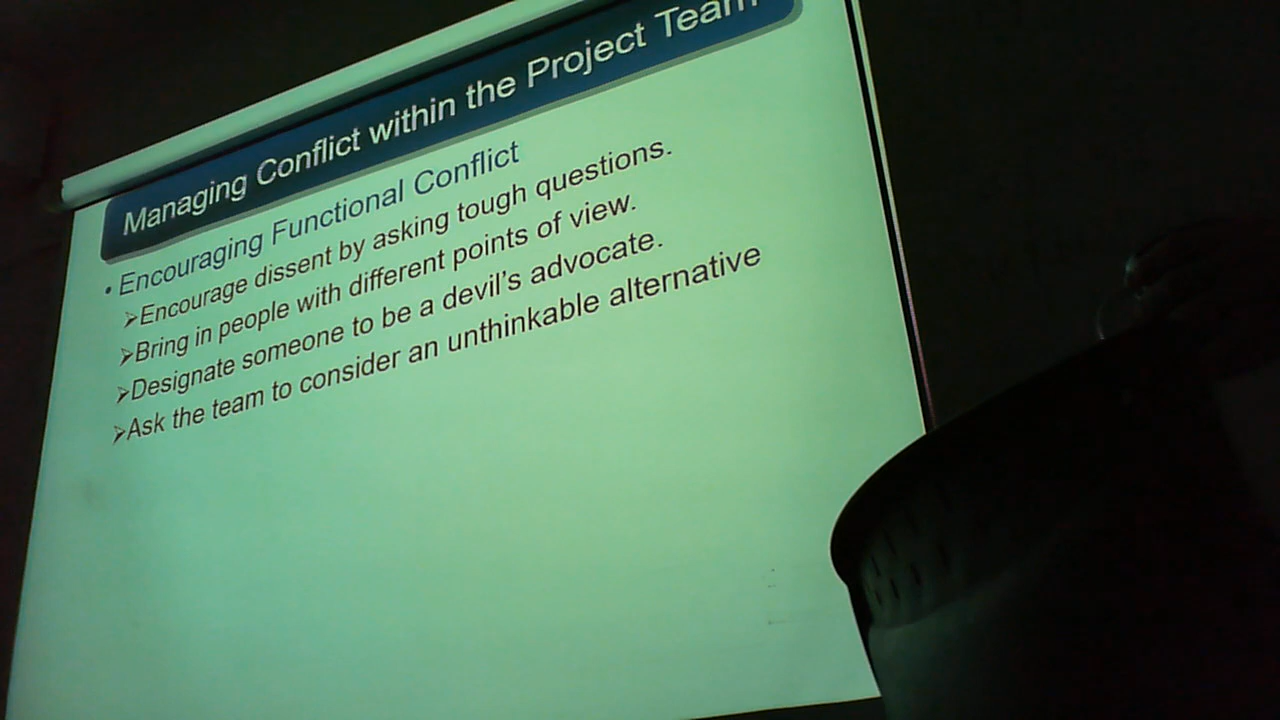 Managing Conflict within the Project Team
• Encouraging Functional Conflict
➢Encourage dissent by asking tough questions.
➢Bring in people with different points of view.
➢Designate someone to be a devil's advocate.
➢Ask the team to consider an unthinkable alternative